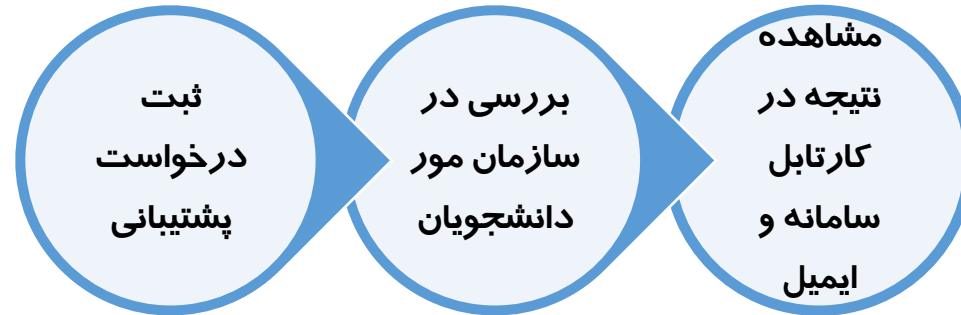 ثبت
درخواست
پشتیبانی
بررسی در
سازمان مور
دانشجویان
مشاهده
نتیجه در
کارتابل
سامانه و
ایمیل